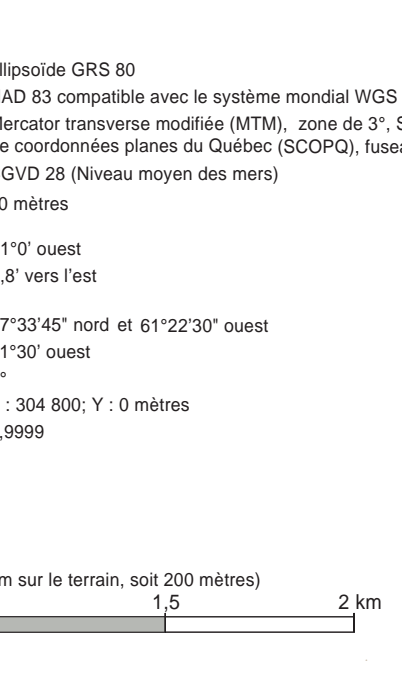 llipsoïde GRS 80
AD 83 compatible avec le système mondial WGS
ercator transverse modifiée (MTM), zone de 3°, S
e coordonnées planes du Québec (SCOPQ), fusea
GVD 28 (Niveau moyen des mers)
0 mètres
1°0' ouest
,8' vers l'est
7°33'45" nord et 61°22'30" ouest
1°30' ouest
°
: 304 800; Y : 0 mètres
,9999
m sur le terrain, soit 200 mètres)
1,5 2 km